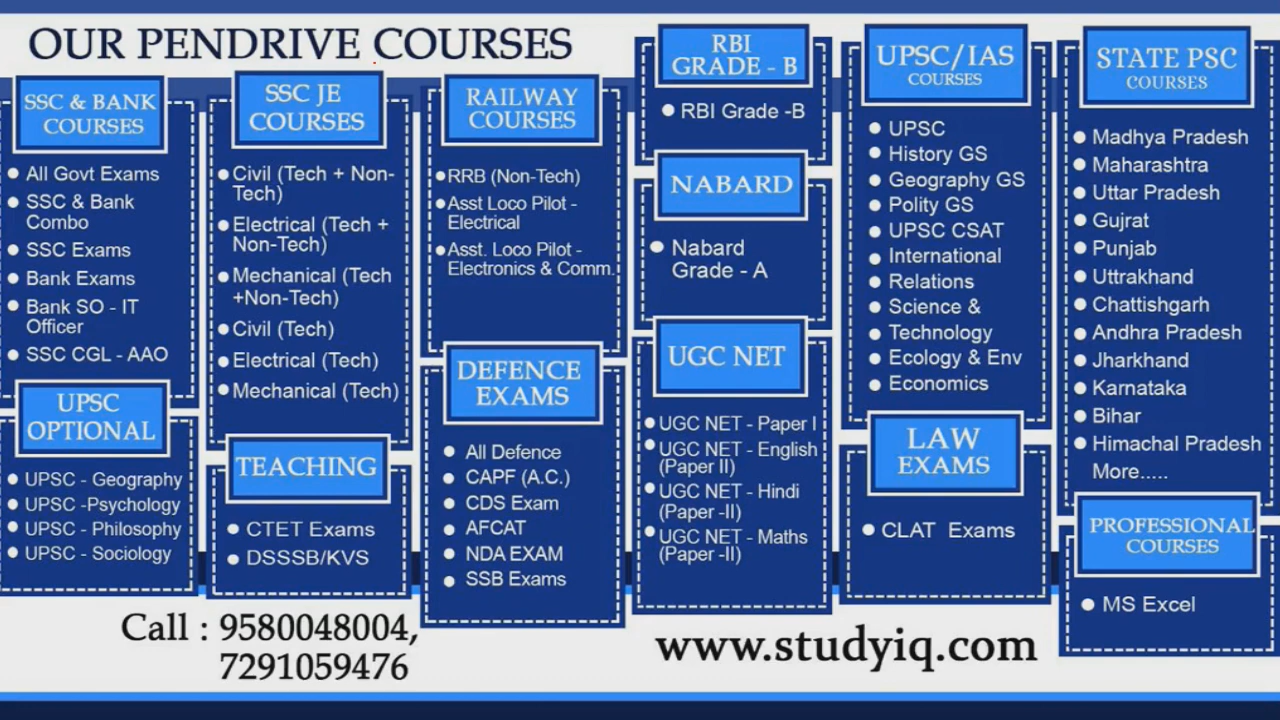 OUR PENDRIVE COURSES
SSC & BANK
COURSES
All Govt Exams
SSC & Bank
Combo
SSC Exams
Bank Exams
Bank SO - IT
Officer
SSC CGL - AAO
UPSC
OPTIONAL
UPSC - Geography
UPSC -Psychology
UPSC - Philosophy
UPSC - Sociology
SSC JE
COURSES
Civil (Tech + Non-
Tech)
Electrical (Tech +
Non-Tech)
Mechanical (Tech
+Non-Tech)
Civil (Tech)
Electrical (Tech)
Mechanical (Tech)
TEACHING
CTET Exams
DSSSB/KVS
RAILWAY
COURSES
RRB (Non-Tech)
Asst Loco Pilot -
Electrical
Asst. Loco Pilot -
Electronics & Comm.
DEFENCE
EXAMS
All Defence
CAPF (A.C.)
CDS Exam
AFCAT
NDA EXAM
SSB Exams
RBI
GRADE - B
RBI Grade -B
NABARD
Nabard
Grade - A
UGC NET
UGC NET - Paper I
UGC NET - English
(Paper II)
UGC NET - Hindi
(Paper -II)
UGC NET - Maths
(Paper -II)
UPSC/IAS
COURSES
UPSC
History GS
Geography GS
Polity GS
UPSC CSAT
International
Relations
Science &
Technology
Ecology & Env
Economics
LAW
EXAMS
CLAT Exams
STATE PSC
COURSES
Madhya Pradesh
Maharashtra
Uttar Pradesh
Gujrat
Punjab
Uttrakhand
Chattishgarh
Andhra Pradesh
Jharkhand
Karnataka
Bihar
Himachal Pradesh
More.....
PROFESSIONAL
COURSES
MS Excel
Call : 9580048004,
7291059476
www.studyiq.com